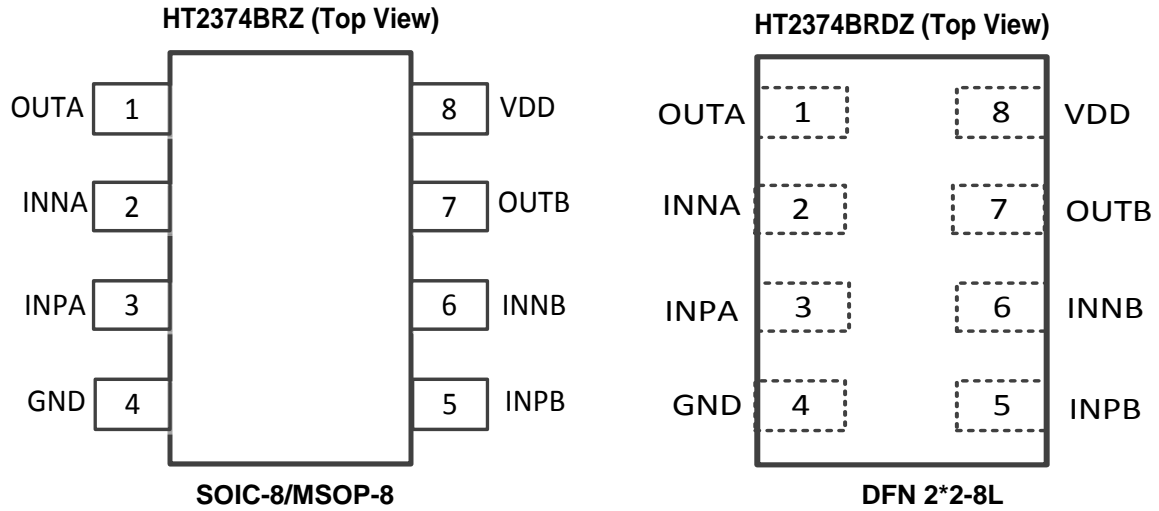 HT2374BRZ (Top View)
OUTA 1 8 VDD
INNA 2 7 OUTB
INPA 3 6 INNB
GND 4 5 INPB
SOIC-8/MSOP-8
HT2374BRDZ (Top View)
OUTA 1 8 VDD
INNA 2 7 OUTB
INPA 3 6 INNB
GND 4 5 INPB
DFN 2*2-8L